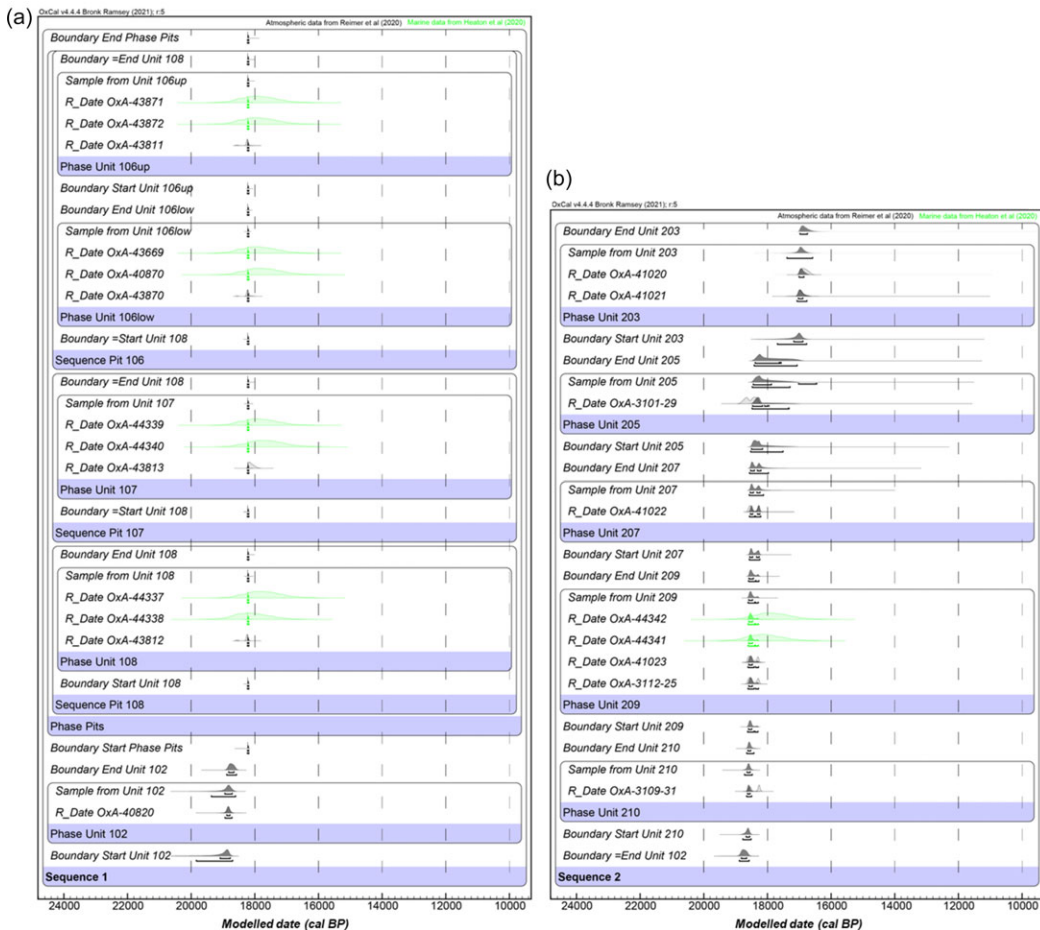 (a)
OxCal v4.4.4 Bronk Ramsey (2021); r:5
Atmospheric data from Reimer et al (2020) Marine data from Heaton et al (2020)
Boundary End Phase Pits
Boundary =End Unit 108
Sample from Unit 106up
R_Date OxA-43871
R_Date OxA-43872
R_Date OxA-43811
Phase Unit 106up
Boundary Start Unit 106up
Boundary End Unit 106low
Sample from Unit 106low
R_Date OxA-43669
R_Date OxA-40870
R_Date OxA-43870
Phase Unit 106low
Boundary =Start Unit 108
Sequence Pit 106
Boundary =End Unit 108
Sample from Unit 107
R_Date OxA-44339
R_Date OxA-44340
R_Date OxA-43813
Phase Unit 107
Boundary =Start Unit 108
Sequence Pit 107
Boundary End Unit 108
Sample from Unit 108
R_Date OxA-44337
R_Date OxA-44338
R_Date OxA-43812
Phase Unit 108
Boundary Start Unit 108
Sequence Pit 108
Phase Pits
Boundary Start Phase Pits
Boundary End Unit 102
Sample from Unit 102
R_Date OxA-40820
Phase Unit 102
Boundary Start Unit 102
Sequence 1
24000 22000 20000 18000 16000 14000 12000 10000
Modelled date (cal BP)
(b)
OxCal v4.4.4 Bronk Ramsey (2021); r:5
Atmospheric data from Reimer et al (2020) Marine data from Heaton et al (2020)
Boundary End Unit 203
Sample from Unit 203
R_Date OxA-41020
R_Date OxA-41021
Phase Unit 203
Boundary Start Unit 203
Boundary End Unit 205
Sample from Unit 205
R_Date OxA-3101-29
Phase Unit 205
Boundary Start Unit 205
Boundary End Unit 207
Sample from Unit 207
R_Date OxA-41022
Phase Unit 207
Boundary Start Unit 207
Boundary End Unit 209
Sample from Unit 209
R_Date OxA-44342
R_Date OxA-44341
R_Date OxA-41023
R_Date OxA-3112-25
Phase Unit 209
Boundary Start Unit 209
Boundary End Unit 210
Sample from Unit 210
R_Date OxA-3109-31
Phase Unit 210
Boundary Start Unit 210
Boundary =End Unit 102
Sequence 2
24000 22000 20000 18000 16000 14000 12000 10000
Modelled date (cal BP)